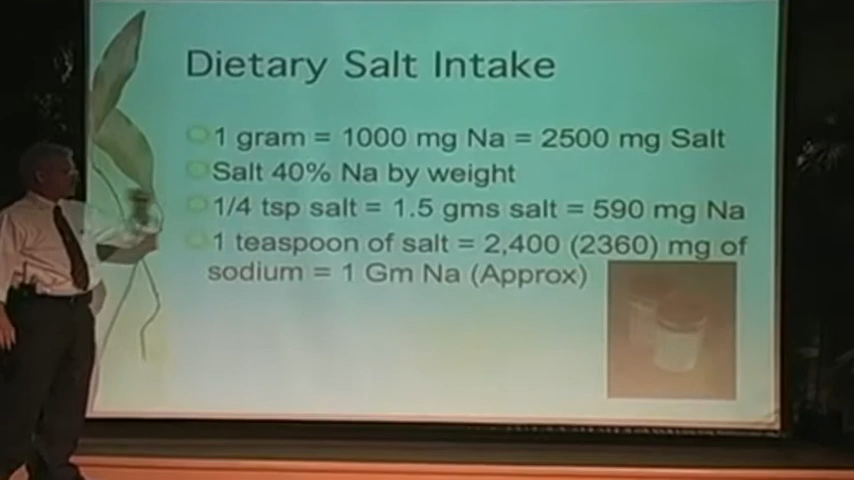 Dietary Salt Intake
1 gram = 1000 mg Na = 2500 mg Salt
Salt 40% Na by weight
1/4 tsp salt = 1.5 gms salt = 590 mg Na
1 teaspoon of salt = 2,400 (2360) mg of
sodium = 1 Gm Na (Approx)